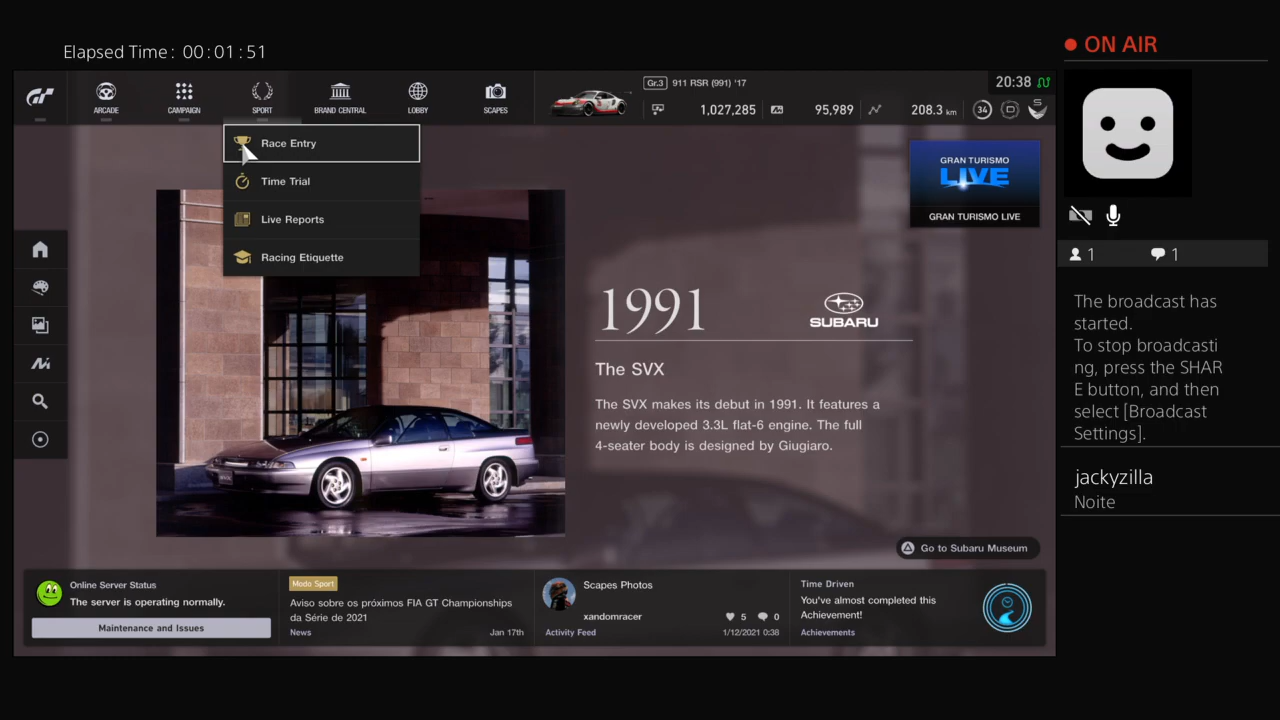 Elapsed Time: 00:01:51
ON AIR
ARCADE
CAMPAIGN
SPORT
BRAND CENTRAL
LOBBY
SCAPES
Gr.3 911 RSR (991) '17
20:38
1,027,285
95,989
208.3 km
34
S
Race Entry
Time Trial
Live Reports
Racing Etiquette
GRAN TURISMO
LIVE
GRAN TURISMO LIVE
1
1
The broadcast has
started.
To stop broadcasti
ng, press the SHAR
E button, and then
select [Broadcast
Settings].
jackyzilla
Noite
1991
SUBARU
The SVX
The SVX makes its debut in 1991. It features a
newly developed 3.3L flat-6 engine. The full
4-seater body is designed by Giugiaro.
Go to Subaru Museum
Online Server Status
The server is operating normally.
Maintenance and Issues
Modo Sport
Aviso sobre os próximos FIA GT Championships
da Série de 2021
News
Jan 17th
Scapes Photos
xandomracer
5
0
Activity Feed
1/12/2021 0:38
Time Driven
You've almost completed this
Achievement!
Achievements